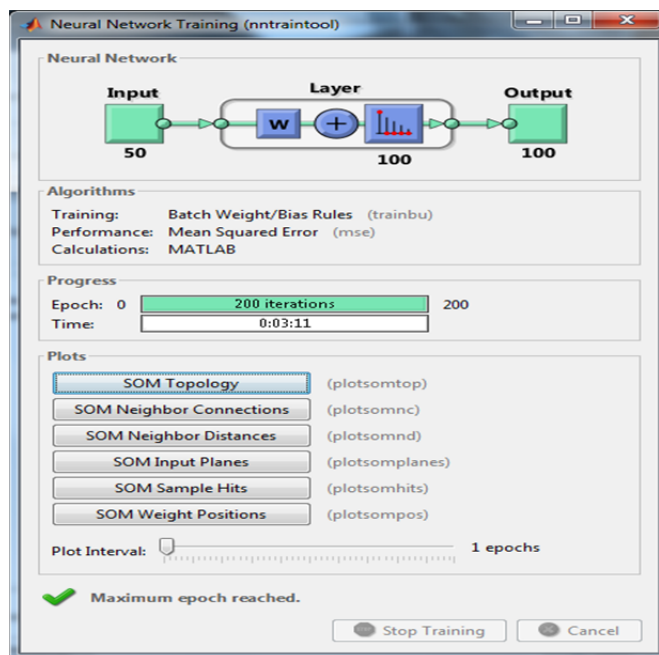 Neural Network Training (nntraintool)
Neural Network
Input Layer Output
W +
50 100 100
Algorithms
Training: Batch Weight/Bias Rules (trainbu)
Performance: Mean Squared Error (mse)
Calculations: MATLAB
Progress
Epoch: 0 200 iterations 200
Time: 0:03:11
Plots
SOM Topology (plotsomtop)
SOM Neighbor Connections (plotsomnc)
SOM Neighbor Distances (plotsomnd)
SOM Input Planes (plotsomplanes)
SOM Sample Hits (plotsomhits)
SOM Weight Positions (plotsompos)
Plot Interval: 1 epochs
Maximum epoch reached.
Stop Training Cancel